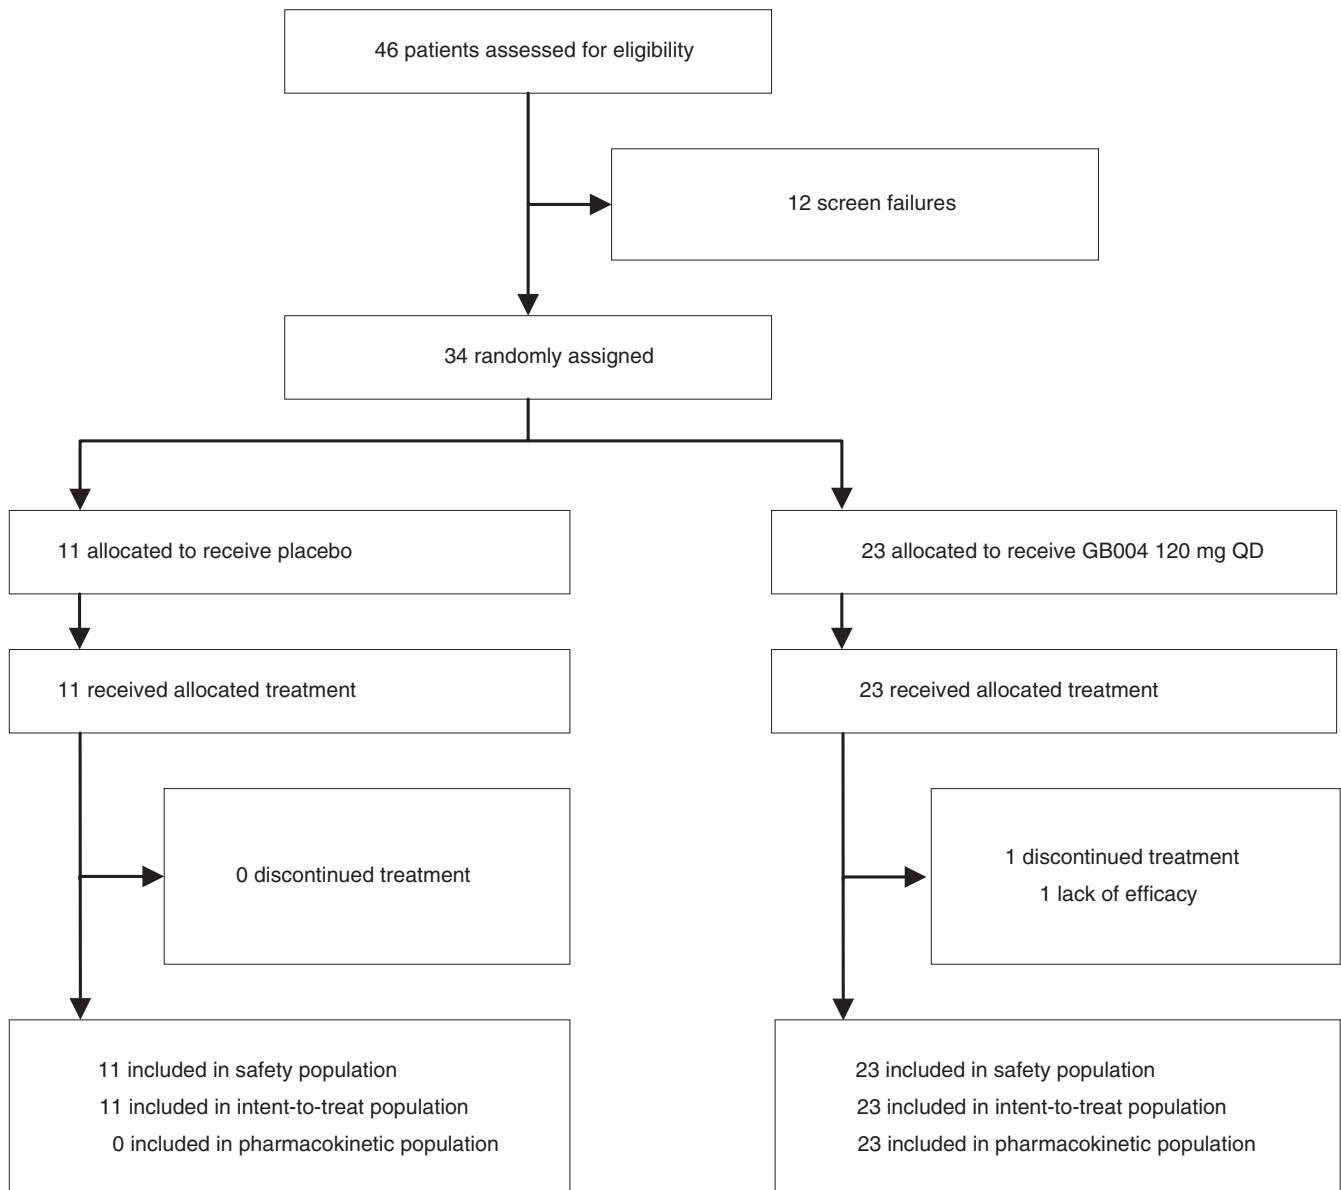 46 patients assessed for eligibility
12 screen failures
34 randomly assigned
11 allocated to receive placebo
23 allocated to receive GB004 120 mg QD
11 received allocated treatment
23 received allocated treatment
0 discontinued treatment
1 discontinued treatment
1 lack of efficacy
11 included in safety population
11 included in intent-to-treat population
0 included in pharmacokinetic population
23 included in safety population
23 included in intent-to-treat population
23 included in pharmacokinetic population